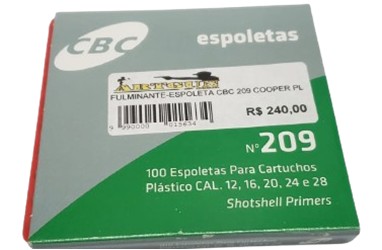 CBC
espoletas
FULMINANTE-ESPOLETA CBC 209 COOPER PL
R$ 240,00
Nº209
100 Espoletas Para Cartuchos
Plástico CAL. 12, 16, 20, 24 e 28
Shotshell Primers